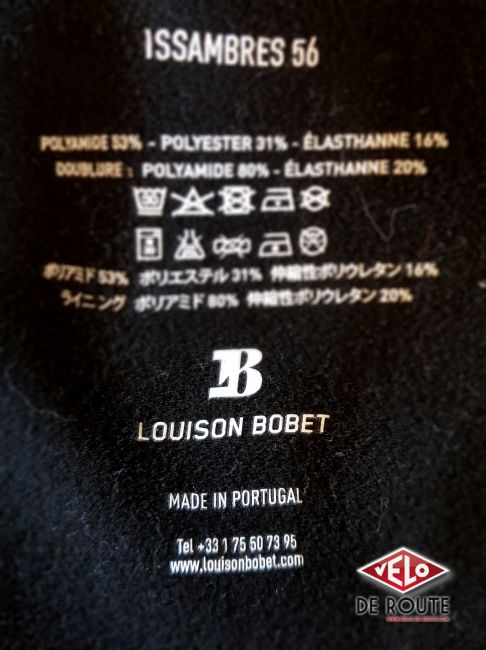 ISSAMBRES 56
POLYAMIDE 53% - POLYESTER 31% - ÉLASTHANNE 16%
DOUBLURE : POLYAMIDE 80% - ÉLASTHANNE 20%
ポリアミド 53% ポリエステル 31% 伸縮性ポリウレタン 16%
ライニング ポリアミド 80% 伸縮性ポリウレタン 20%
B
LOUISON BOBET
MADE IN PORTUGAL
Tel +33 1 75 50 73 95
www.louisonbobet.com
VELO
DE ROUTE